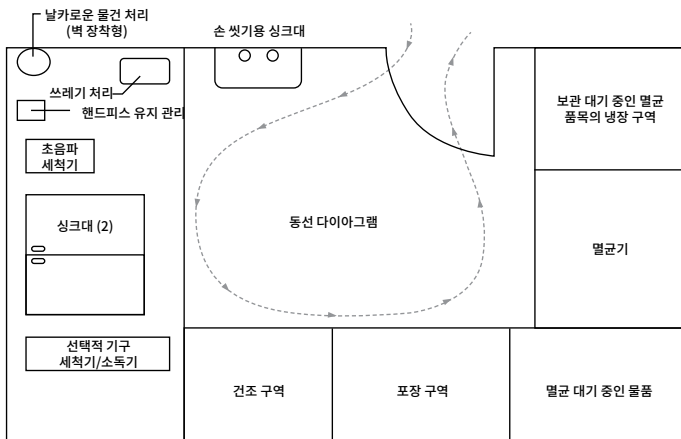 날카로운 물건 처리
(벽 장착형)
손 씻기용 싱크대
쓰레기 처리
핸드피스 유지 관리
보관 대기 중인 멸균
품목의 냉장 구역
초음파
세척기
싱크대 (2)
동선 다이아그램
멸균기
선택적 기구
세척기/소독기
건조 구역
포장 구역
멸균 대기 중인 물품